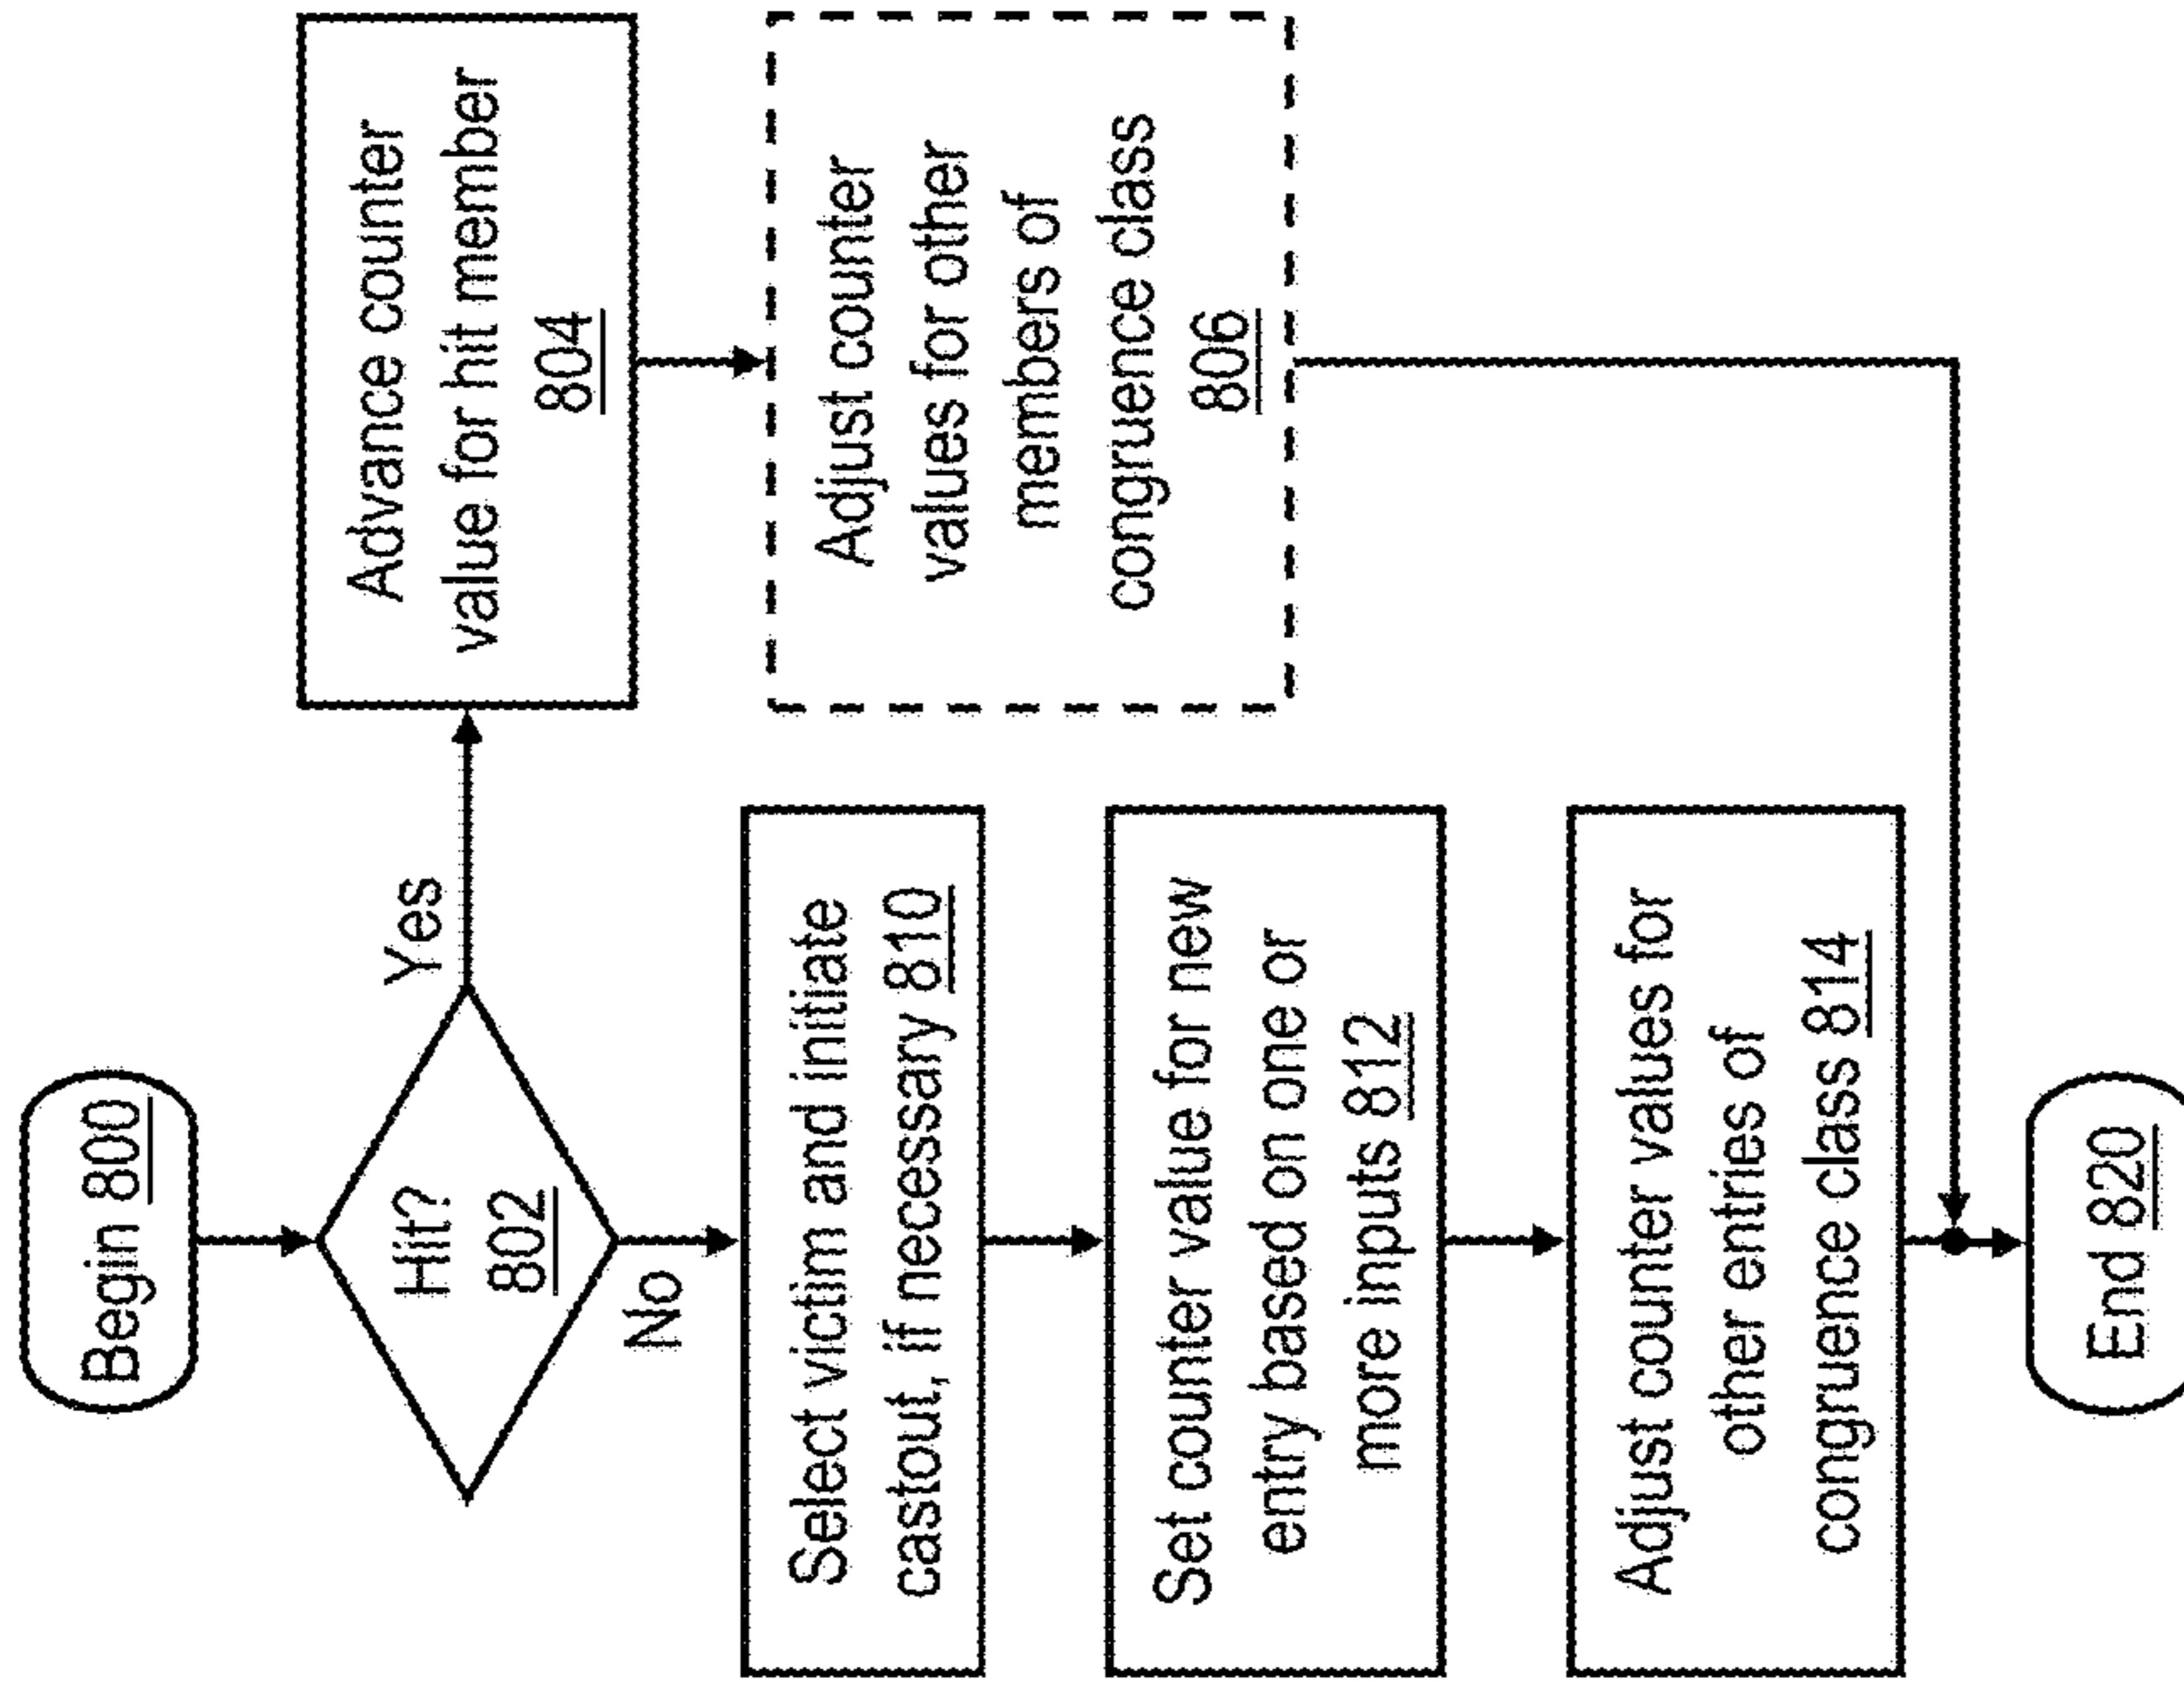 Begin 800
Hit?
802
Yes
No
Advance counter
value for hit member
804
Adjust counter
values for other
members of
congruence class
806
Select victim and initiate
castout, if necessary 810
Set counter value for new
entry based on one or
more inputs 812
Adjust counter values for
other entries of
congruence class 814
End 820